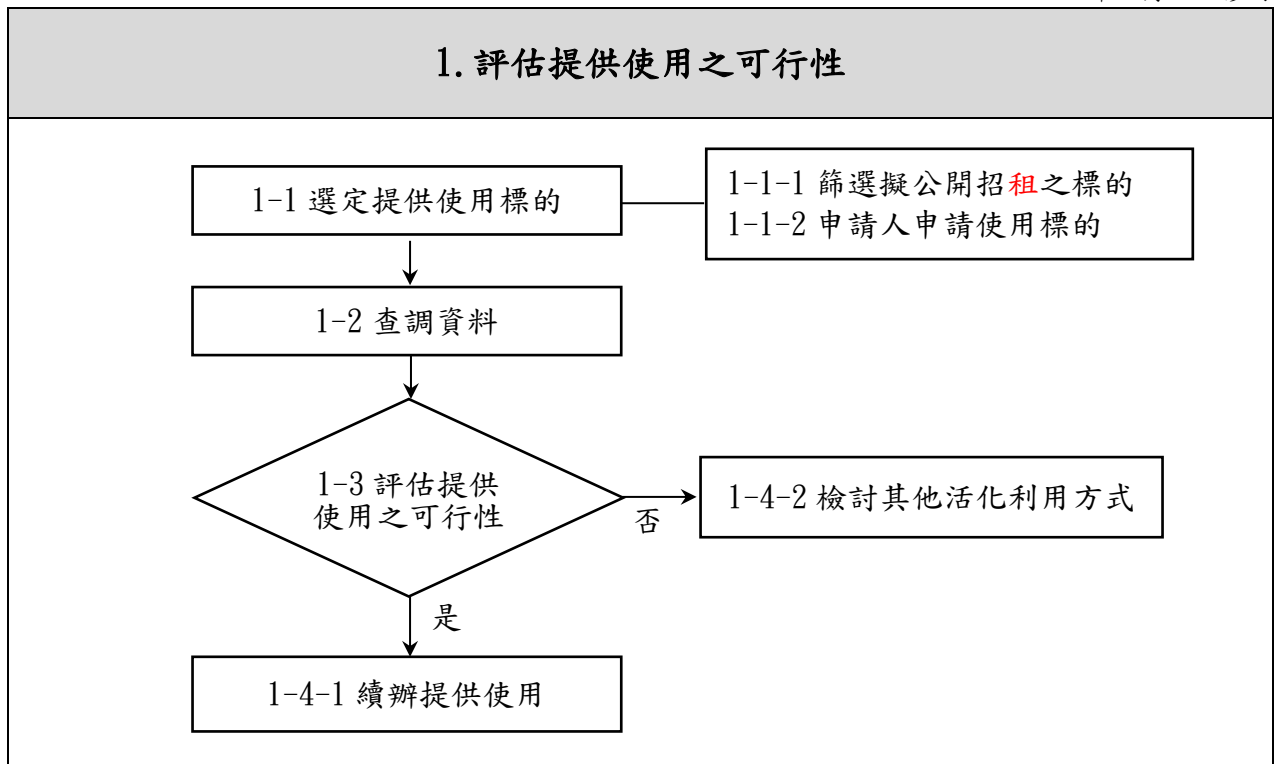 1.評估提供使用之可行性
1-1 選定提供使用標的
1-1-1 篩選擬公開招租之標的
1-1-2 申請人申請使用標的
1-2 查調資料
1-3 評估提供
使用之可行性
否
1-4-2 檢討其他活化利用方式
是
1-4-1 續辦提供使用